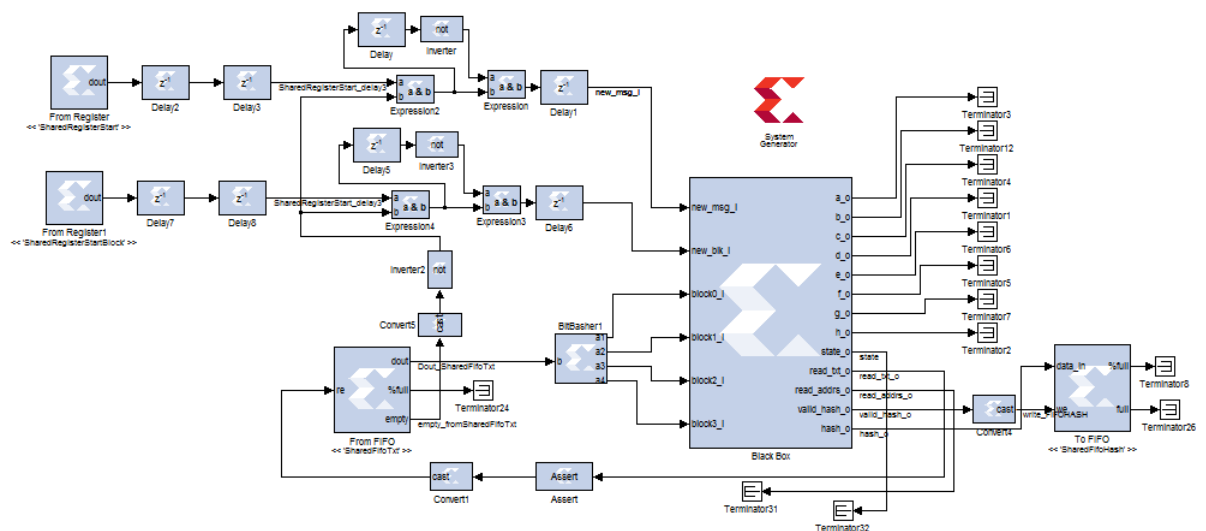 z⁻¹
Delay
not
Inverter
dout
From Register
<< 'SharedRegisterStart' >>
z⁻¹
Delay2
z⁻¹
Delay3
SharedRegisterStart_delay3
a
b
a & b
Expression2
a
b
a & b
Expression
z⁻¹
Delay1
new_msg_i
System
Generator
z⁻¹
Delay5
not
Inverter3
dout
From Register1
<< 'SharedRegisterStartBlock' >>
z⁻¹
Delay7
z⁻¹
Delay8
SharedRegisterStart_delay3
a
b
a & b
Expression4
a
b
a & b
Expression3
z⁻¹
Delay6
not
Inverter2
cast
Convert5
dout
%full
empty
re
From FIFO
<< 'SharedFifoTxt' >>
Dout_SharedFifoTxt
Terminator24
empty_fromSharedFifoTxt
BitBasher1
b
a1
a2
a3
a4
new_msg_i
new_blk_i
block0_i
block1_i
block2_i
block3_i
a_o
b_o
c_o
d_o
e_o
f_o
g_o
h_o
state_o
read_txt_o
read_addrs_o
valid_hash_o
hash_o
Black Box
Terminator3
Terminator12
Terminator4
Terminator1
Terminator6
Terminator5
Terminator7
Terminator2
state
read_txt_o
read_addrs_o
valid_hash_o
hash_o
cast
Convert4
write_FIFOHASH
data_in
we
%full
full
To FIFO
<< 'SharedFifoHash' >>
Terminator8
Terminator26
cast
Convert1
Assert
Assert
Terminator31
Terminator32